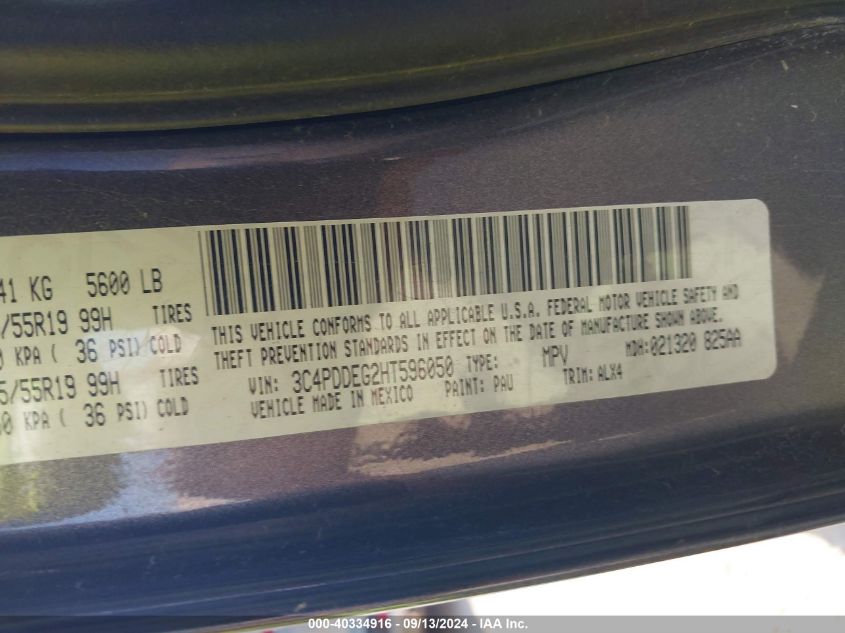 41 KG 5600 LB
/55R19 99H TIRES
0 KPA ( 36 PSI) COLD
5/55R19 99H TIRES
50 KPA ( 36 PSI) COLD
THIS VEHICLE CONFORMS TO ALL APPLICABLE U.S.A. FEDERAL MOTOR VEHICLE SAFETY AND
THEFT PREVENTION STANDARDS IN EFFECT ON THE DATE OF MANUFACTURE SHOWN ABOVE.
VIN: 3C4PDDEG2HT596050 TYPE: MPV MDH:021320 825AA
VEHICLE MADE IN MEXICO PAINT: PAU TRIM: ALX4
000-40334916 - 09/13/2024 - IAA Inc.